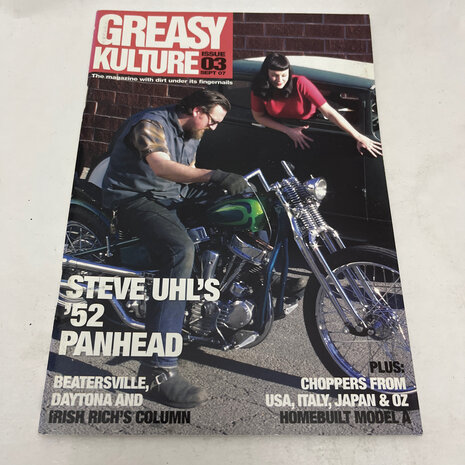 GREASY
KULTURE
ISSUE
03
SEPT 07
The magazine with dirt under its fingernails
STEVE UHL'S
'52
PANHEAD
BEATERSVILLE,
DAYTONA AND
IRISH RICH'S COLUMN
PLUS:
CHOPPERS FROM
USA, ITALY, JAPAN & OZ
HOMEBUILT MODEL A